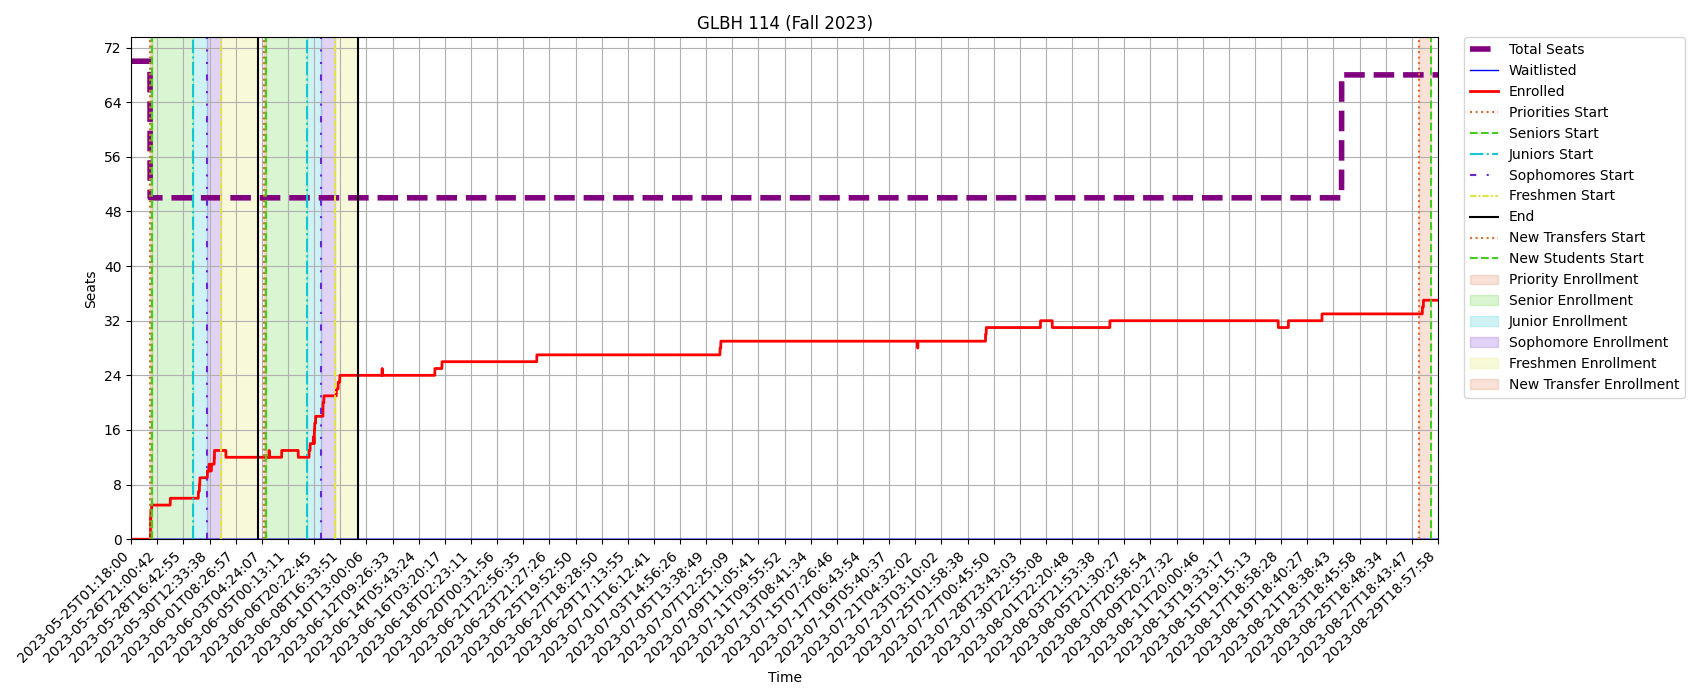 GLBH 114 (Fall 2023)
72
64
56
48
40
32
24
16
8
0
Seats
2023-05-25T01:18:00
2023-05-26T21:00:42
2023-05-28T16:42:55
2023-05-30T12:33:38
2023-06-01T08:26:57
2023-06-03T04:24:07
2023-06-05T00:13:11
2023-06-06T20:22:45
2023-06-08T16:33:51
2023-06-10T13:00:06
2023-06-12T09:26:33
2023-06-14T05:43:24
2023-06-16T03:20:17
2023-06-18T02:23:11
2023-06-20T00:31:56
2023-06-21T22:56:35
2023-06-23T21:27:26
2023-06-25T19:52:50
2023-06-27T18:28:50
2023-06-29T17:13:55
2023-07-01T16:12:41
2023-07-03T14:56:26
2023-07-05T13:38:49
2023-07-07T12:25:09
2023-07-09T11:05:41
2023-07-11T09:55:52
2023-07-13T08:41:34
2023-07-15T07:26:46
2023-07-17T06:43:54
2023-07-19T05:40:37
2023-07-21T04:32:02
2023-07-23T03:10:02
2023-07-25T01:58:38
2023-07-27T00:45:50
2023-07-28T23:43:03
2023-07-30T22:55:08
2023-08-01T22:20:48
2023-08-03T21:53:38
2023-08-05T21:30:27
2023-08-07T20:58:54
2023-08-09T20:27:32
2023-08-11T20:00:46
2023-08-13T19:33:17
2023-08-15T19:15:13
2023-08-17T18:58:28
2023-08-19T18:40:27
2023-08-21T18:38:43
2023-08-23T18:45:58
2023-08-25T18:48:34
2023-08-27T18:43:47
2023-08-29T18:57:58
Time
Total Seats
Waitlisted
Enrolled
Priorities Start
Seniors Start
Juniors Start
Sophomores Start
Freshmen Start
End
New Transfers Start
New Students Start
Priority Enrollment
Senior Enrollment
Junior Enrollment
Sophomore Enrollment
Freshmen Enrollment
New Transfer Enrollment